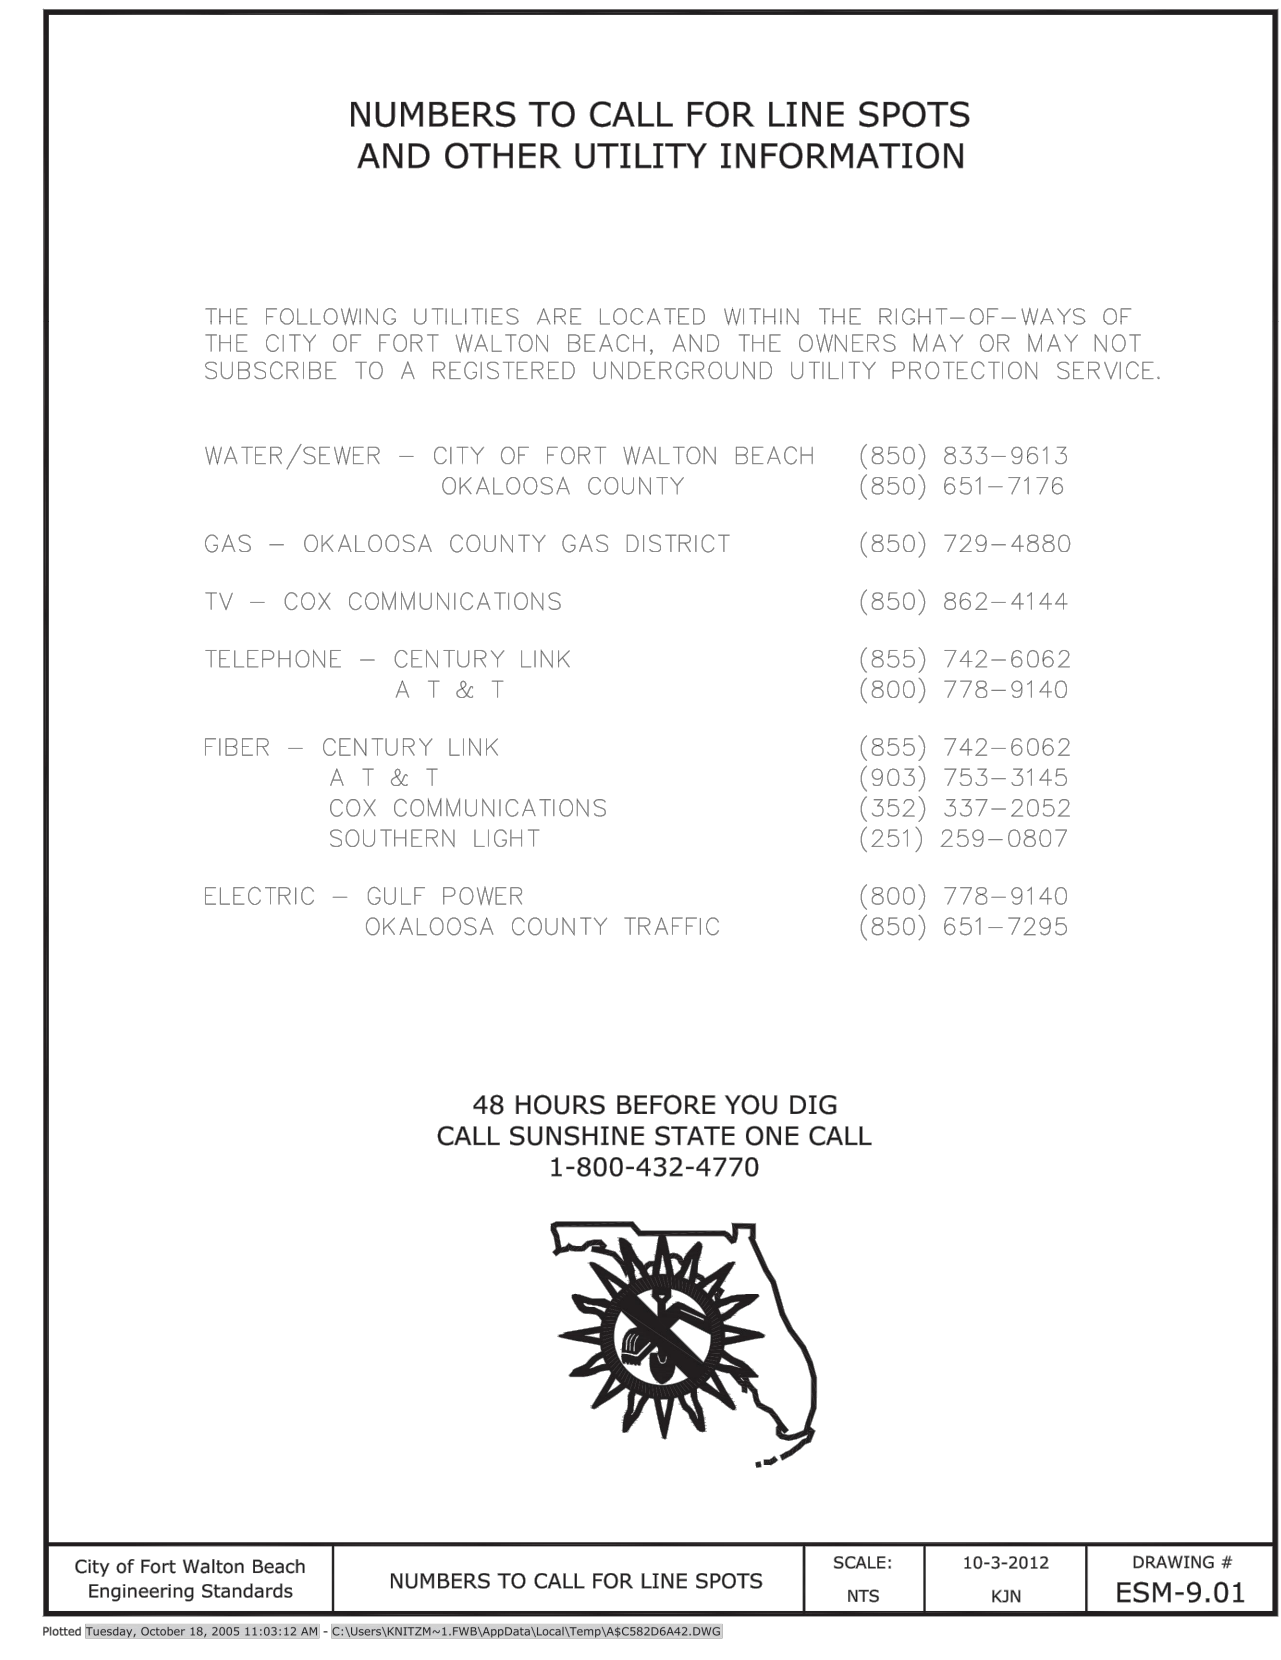 NUMBERS TO CALL FOR LINE SPOTS
AND OTHER UTILITY INFORMATION
THE FOLLOWING UTILITIES ARE LOCATED WITHIN THE RIGHT-OF-WAYS OF
THE CITY OF FORT WALTON BEACH, AND THE OWNERS MAY OR MAY NOT
SUBSCRIBE TO A REGISTERED UNDERGROUND UTILITY PROTECTION SERVICE.
WATER/SEWER - CITY OF FORT WALTON BEACH (850) 833-9613
OKALOOSA COUNTY (850) 651-7176
GAS - OKALOOSA COUNTY GAS DISTRICT (850) 729-4880
TV - COX COMMUNICATIONS (850) 862-4144
TELEPHONE - CENTURY LINK (855) 742-6062
A T & T (800) 778-9140
FIBER - CENTURY LINK (855) 742-6062
A T & T (903) 753-3145
COX COMMUNICATIONS (352) 337-2052
SOUTHERN LIGHT (251) 259-0807
ELECTRIC - GULF POWER (800) 778-9140
OKALOOSA COUNTY TRAFFIC (850) 651-7295
48 HOURS BEFORE YOU DIG
CALL SUNSHINE STATE ONE CALL
1-800-432-4770
City of Fort Walton Beach
Engineering Standards
NUMBERS TO CALL FOR LINE SPOTS
SCALE:
NTS
10-3-2012
KJN
DRAWING #
ESM-9.01
Plotted Tuesday, October 18, 2005 11:03:12 AM - C:\Users\KNITZM~1.FWB\AppData\Local\Temp\A$C582D6A42.DWG